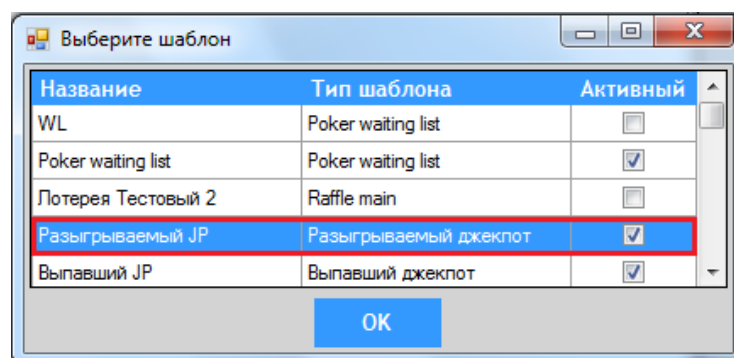 Выберите шаблон
Название Тип шаблона Активный
WL Poker waiting list
Poker waiting list Poker waiting list
Лотерея Тестовый 2 Raffle main
Разыгрываемый JP Разыгрываемый джекпот
Выпавший JP Выпавший джекпот
OK